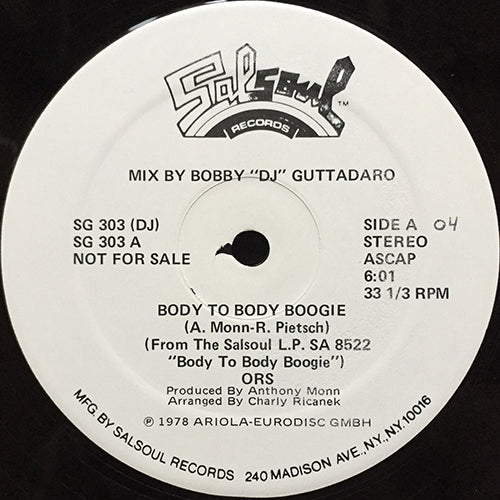 Salsoul TM
RECORDS
MIX BY BOBBY "DJ" GUTTADARO
SG 303 (DJ)
SG 303 A
NOT FOR SALE
SIDE A 04
STEREO
ASCAP
6:01
33 1/3 RPM
BODY TO BODY BOOGIE
(A. Monn-R. Pietsch)
(From The Salsoul L.P. SA 8522
"Body To Body Boogie")
ORS
Produced By Anthony Monn
Arranged By Charly Ricanek
℗ 1978 ARIOLA-EURODISC GMBH
MFG. BY SALSOUL RECORDS 240 MADISON AVE., NY., NY. 10016